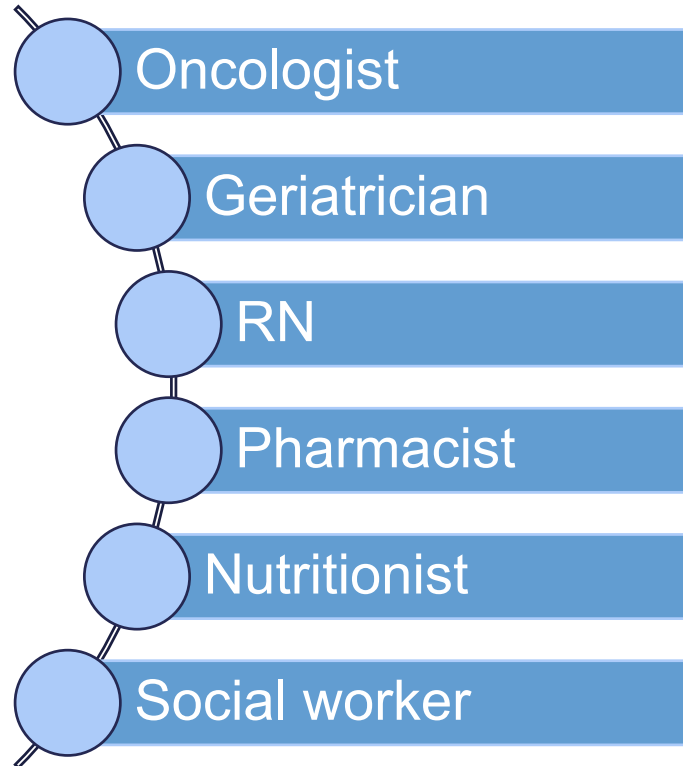 Oncologist
Geriatrician
RN
Pharmacist
Nutritionist
Social worker